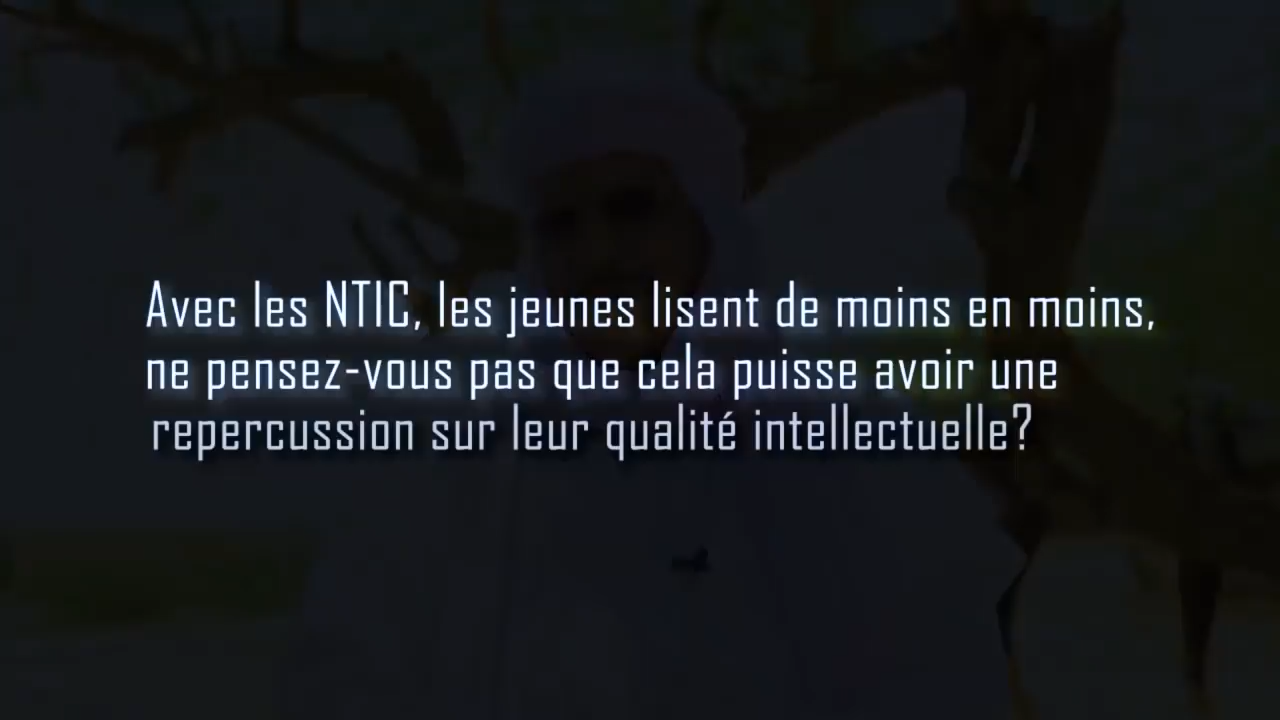 Avec les NTIC, les jeunes lisent de moins en moins,
ne pensez-vous pas que cela puisse avoir une
repercussion sur leur qualité intellectuelle?